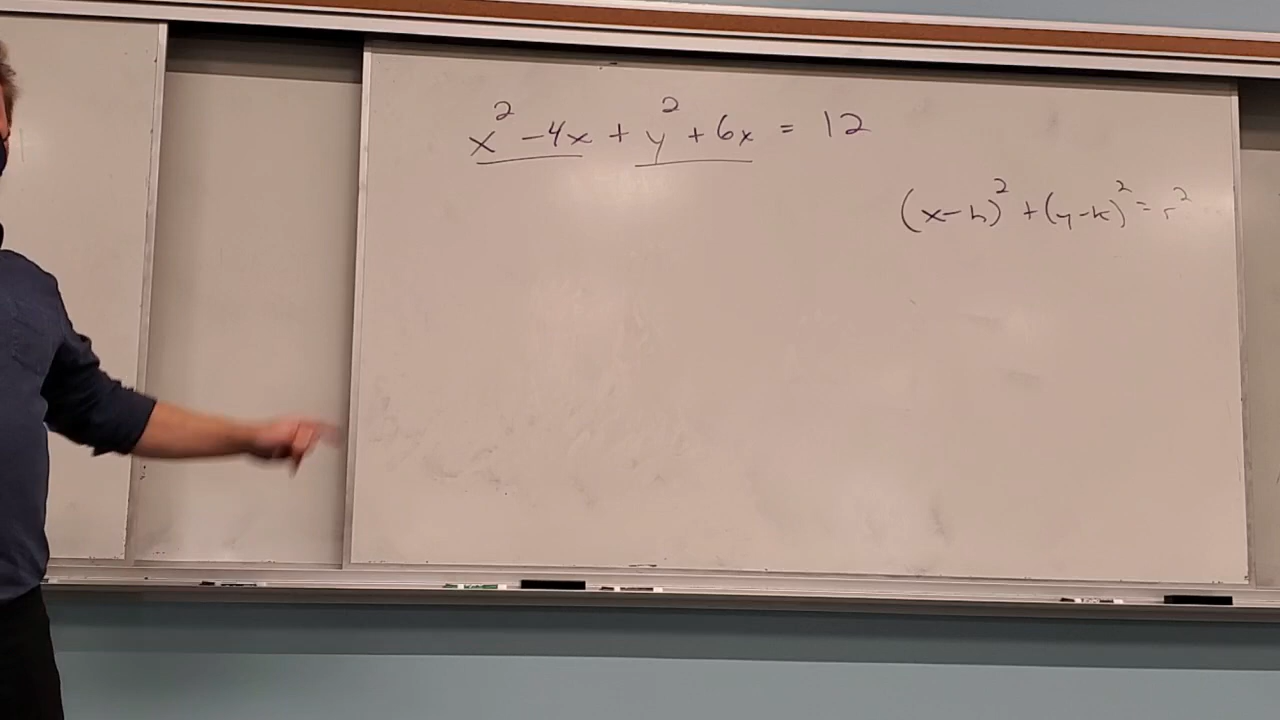 x² - 4x + y² + 6x = 12
(x-h)² + (y-k)² = r²